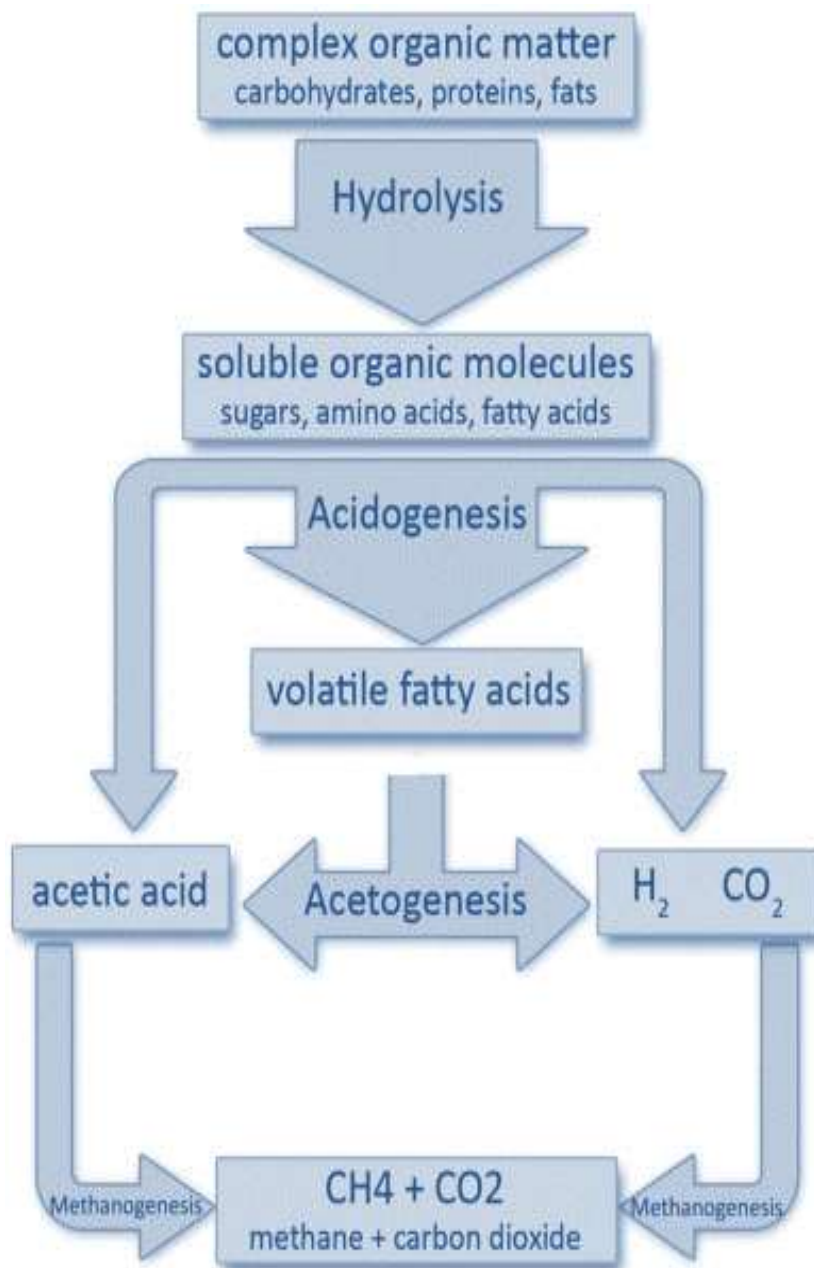 complex organic matter
carbohydrates, proteins, fats
Hydrolysis
soluble organic molecules
sugars, amino acids, fatty acids
Acidogenesis
volatile fatty acids
acetic acid
Acetogenesis
H₂ CO₂
Methanogenesis
CH4 + CO2
methane + carbon dioxide
Methanogenesis